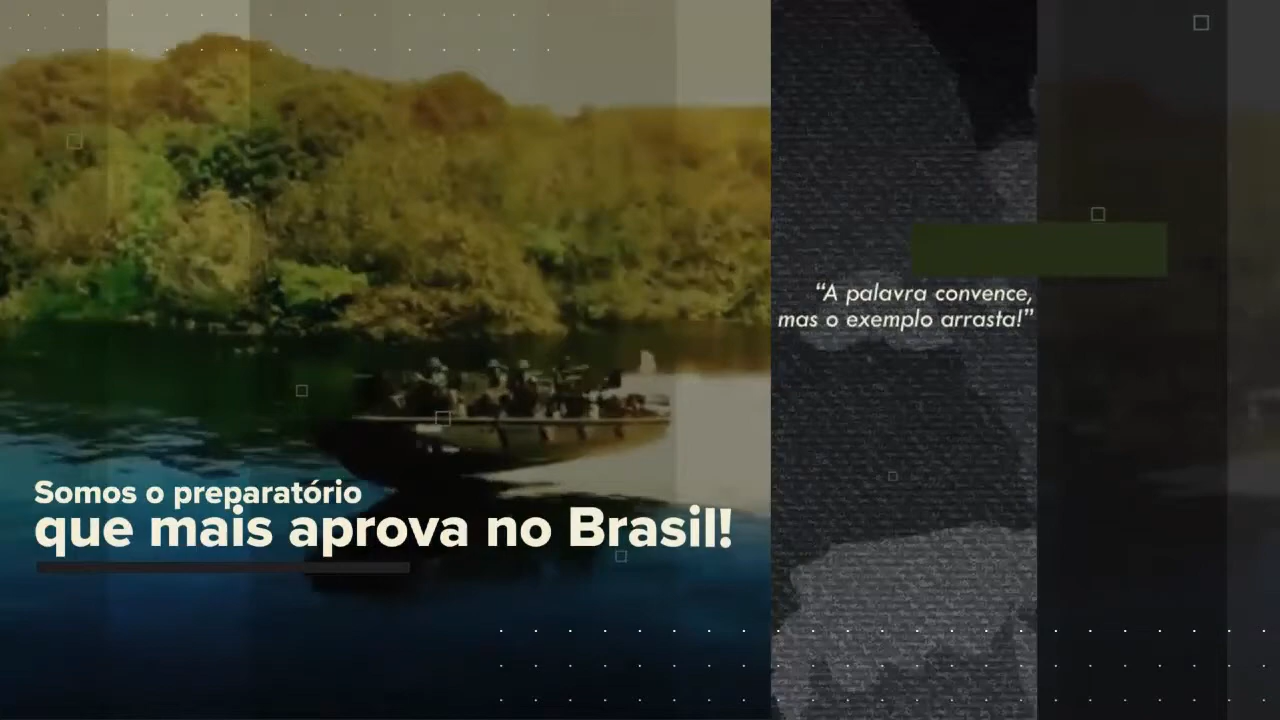 Somos o preparatório
que mais aprova no Brasil!
“A palavra convence,
mas o exemplo arrasta!”